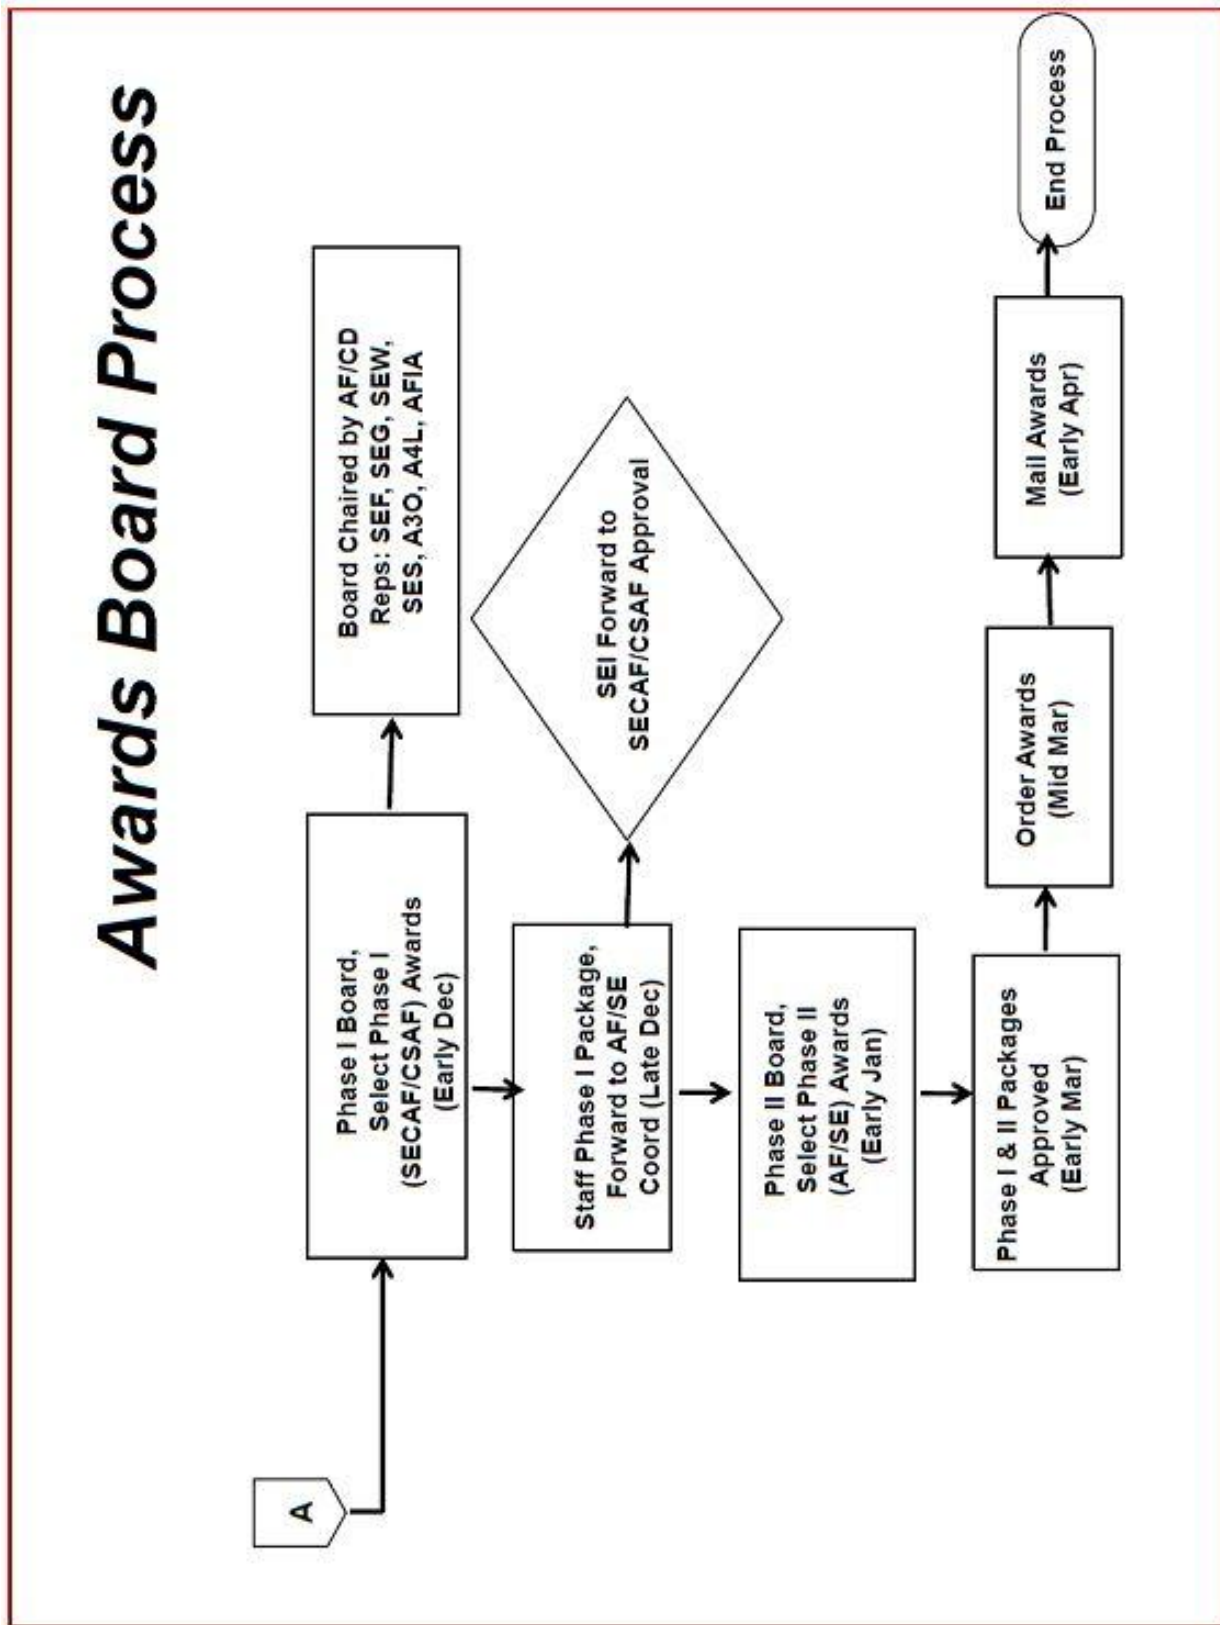 Awards Board Process
A
Phase I Board,
Select Phase I
(SECAF/CSAF) Awards
(Early Dec)
Board Chaired by AF/CD
Reps: SEF, SEG, SEW,
SES, A3O, A4L, AFIA
Staff Phase I Package,
Forward to AF/SE
Coord (Late Dec)
SEI Forward to
SECAF/CSAF Approval
Phase II Board,
Select Phase II
(AF/SE) Awards
(Early Jan)
Phase I & II Packages
Approved
(Early Mar)
Order Awards
(Mid Mar)
Mail Awards
(Early Apr)
End Process